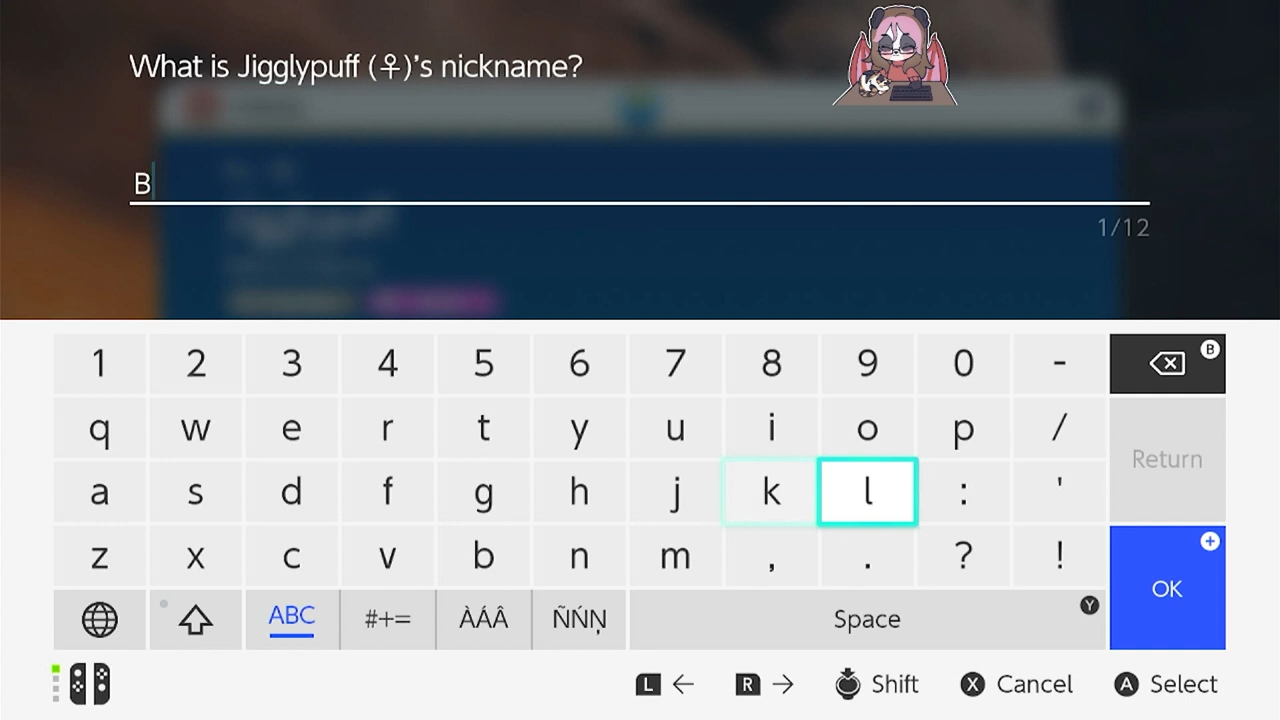 What is Jigglypuff (♀)'s nickname?
B
1/12
1 2 3 4 5 6 7 8 9 0 - B
q w e r t y u i o p / Return
a s d f g h j k l : '
z x c v b n m , . ? ! + OK
ABC #+= ÀÁÂ ÑŃŅ Space Y
L ← R → Shift X Cancel A Select